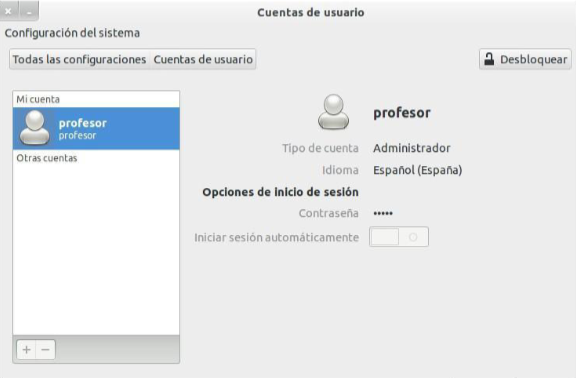 Cuentas de usuario
Configuración del sistema
Todas las configuraciones Cuentas de usuario
Desbloquear
Mi cuenta
profesor
profesor
Otras cuentas
profesor
Tipo de cuenta Administrador
Idioma Español (España)
Opciones de inicio de sesión
Contraseña •••••
Iniciar sesión automáticamente